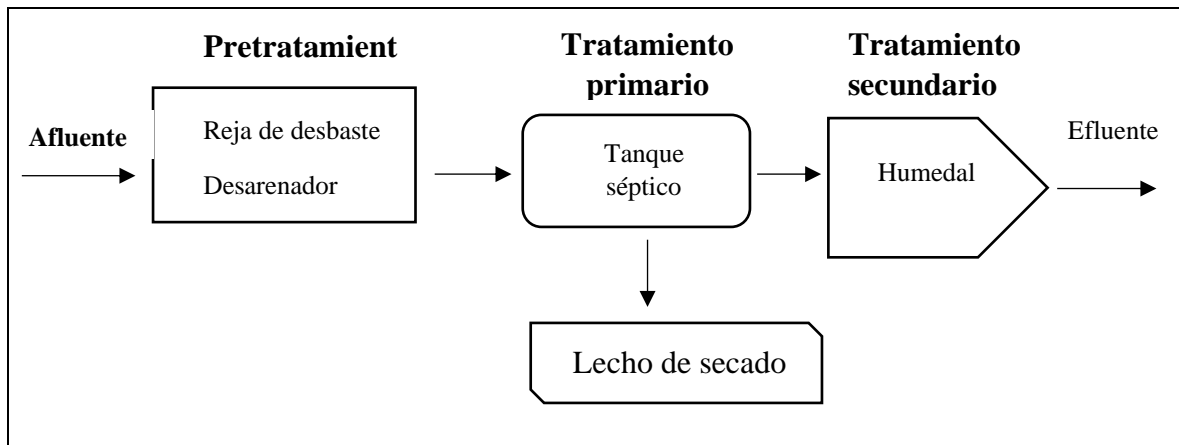 Pretratamient
Tratamiento
primario
Tratamiento
secundario
Afluente
Reja de desbaste
Desarenador
Tanque
séptico
Humedal
Efluente
Lecho de secado